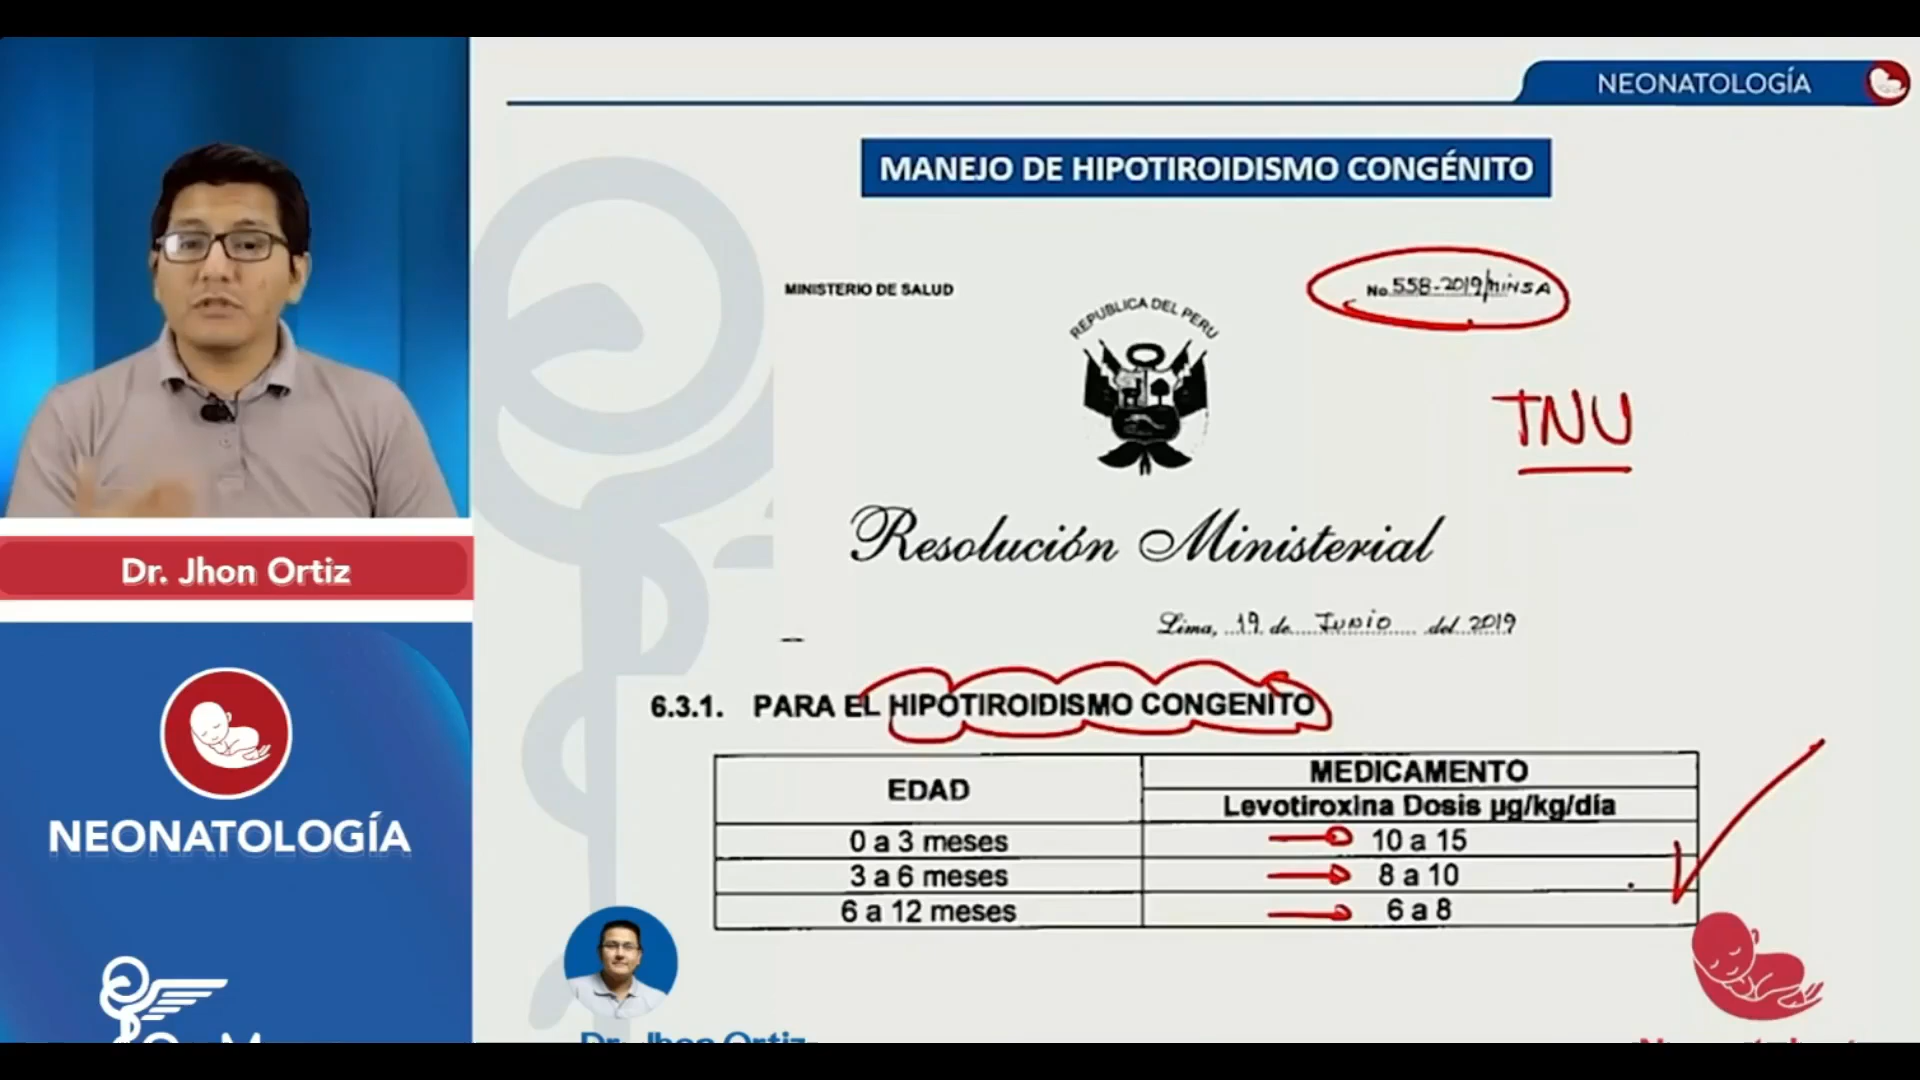 NEONATOLOGÍA
MANEJO DE HIPOTIROIDISMO CONGÉNITO
MINISTERIO DE SALUD
No. 558-2019/MINSA
REPUBLICA DEL PERU
TNU
Resolución Ministerial
Lima, 19 de JUNIO del 2019
6.3.1. PARA EL HIPOTIROIDISMO CONGENITO
EDAD
MEDICAMENTO
Levotiroxina Dosis µg/kg/día
0 a 3 meses 10 a 15
3 a 6 meses 8 a 10
6 a 12 meses 6 a 8
Dr. Jhon Ortiz
NEONATOLOGÍA
Dr. Jhon Ortiz